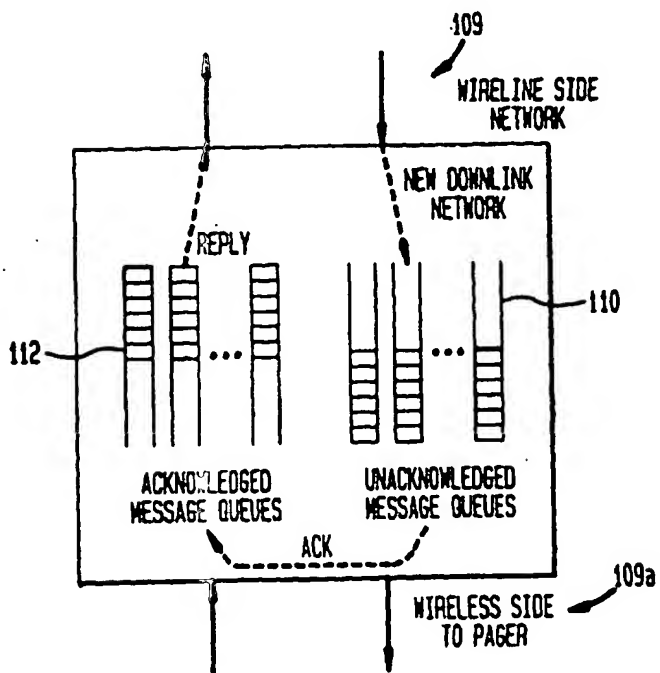 109
WIRELINE SIDE
NETWORK
NEW DOWNLINK
NETWORK
REPLY
110
112
ACKNOWLEDGED
MESSAGE QUEUES
UNACKNOWLEDGED
MESSAGE QUEUES
ACK
109a
WIRELESS SIDE
TO PAGER